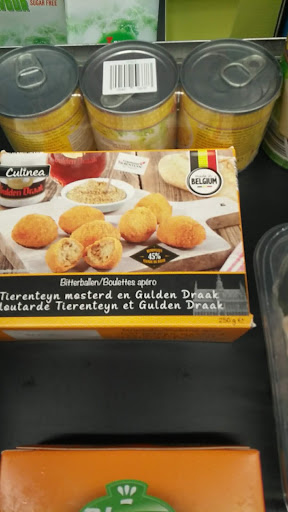 SUGAR FREE
Culinea
Gulden Draak
BELGIUM
45%
Bitterballen/Boulettes apéro
Tierenteyn mosterd en Gulden Draak
Moutarde Tierenteyn et Gulden Draak
250 g e